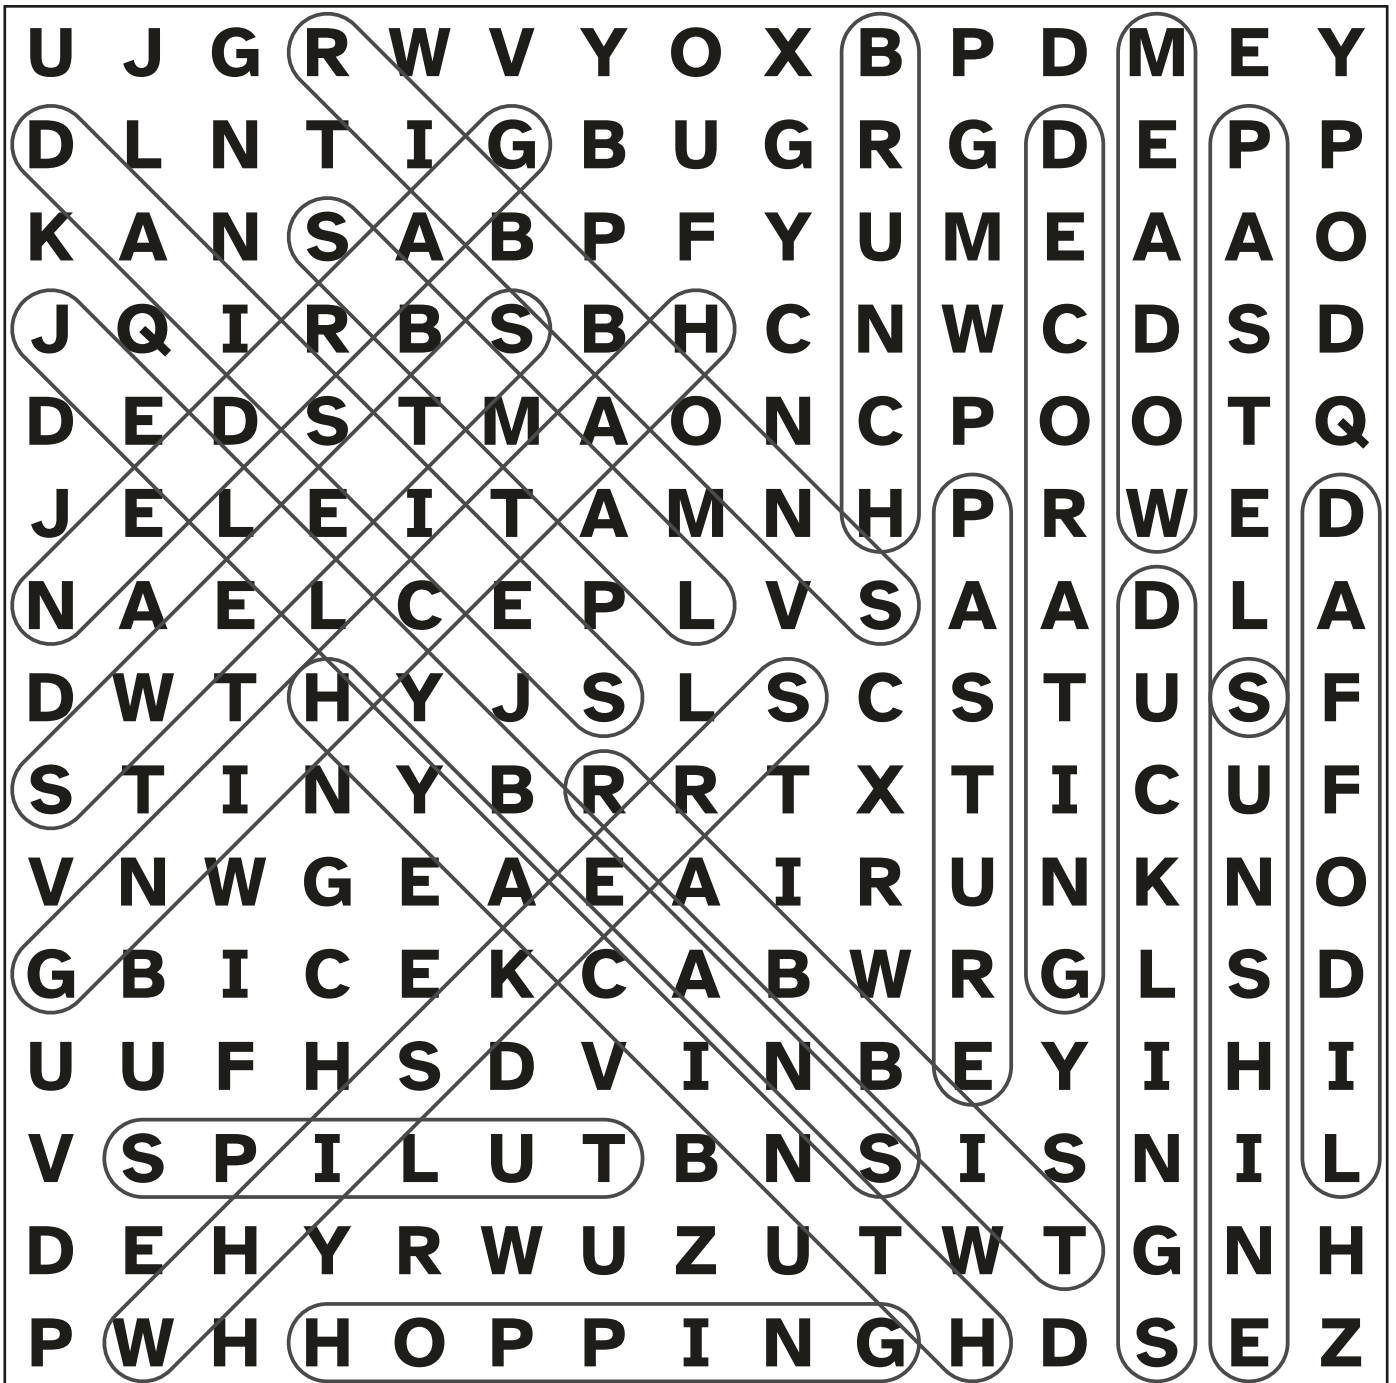 U J G R W V Y O X B P D M E Y
D L N T I G B U G R G D E P P
K A N S A B P F Y U M E A A O
J Q I R B S B H C N W C D S D
D E D S T M A O N C P O O T Q
J E L E I T A M N H P R W E D
N A E L C E P L V S A A D L A
D W T H Y J S L S C S T U S F
S T I N Y B R R T X T I C U F
V N W G E A E A I R U N K N O
G B I C E K C A B W R G L S D
U U F H S D V I N B E Y I H I
V S P I L U T B N S I S N I L
D E H Y R W U Z U T W T G N H
P W H H O P P I N G H D S E Z